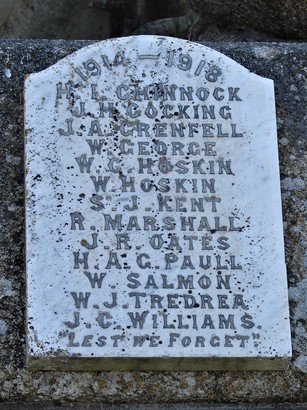 1914 — 1918
H. L. CHINNOCK
J. H. COCKING
J. A. GRENFELL
W. GEORGE
W. C. HOSKIN
W. HOSKIN
S. J. KENT
R. MARSHALL
J. R. OATES
H. A. G. PAULL
W. SALMON
W. J. TREDREA
J. C. WILLIAMS.
"LEST WE FORGET"